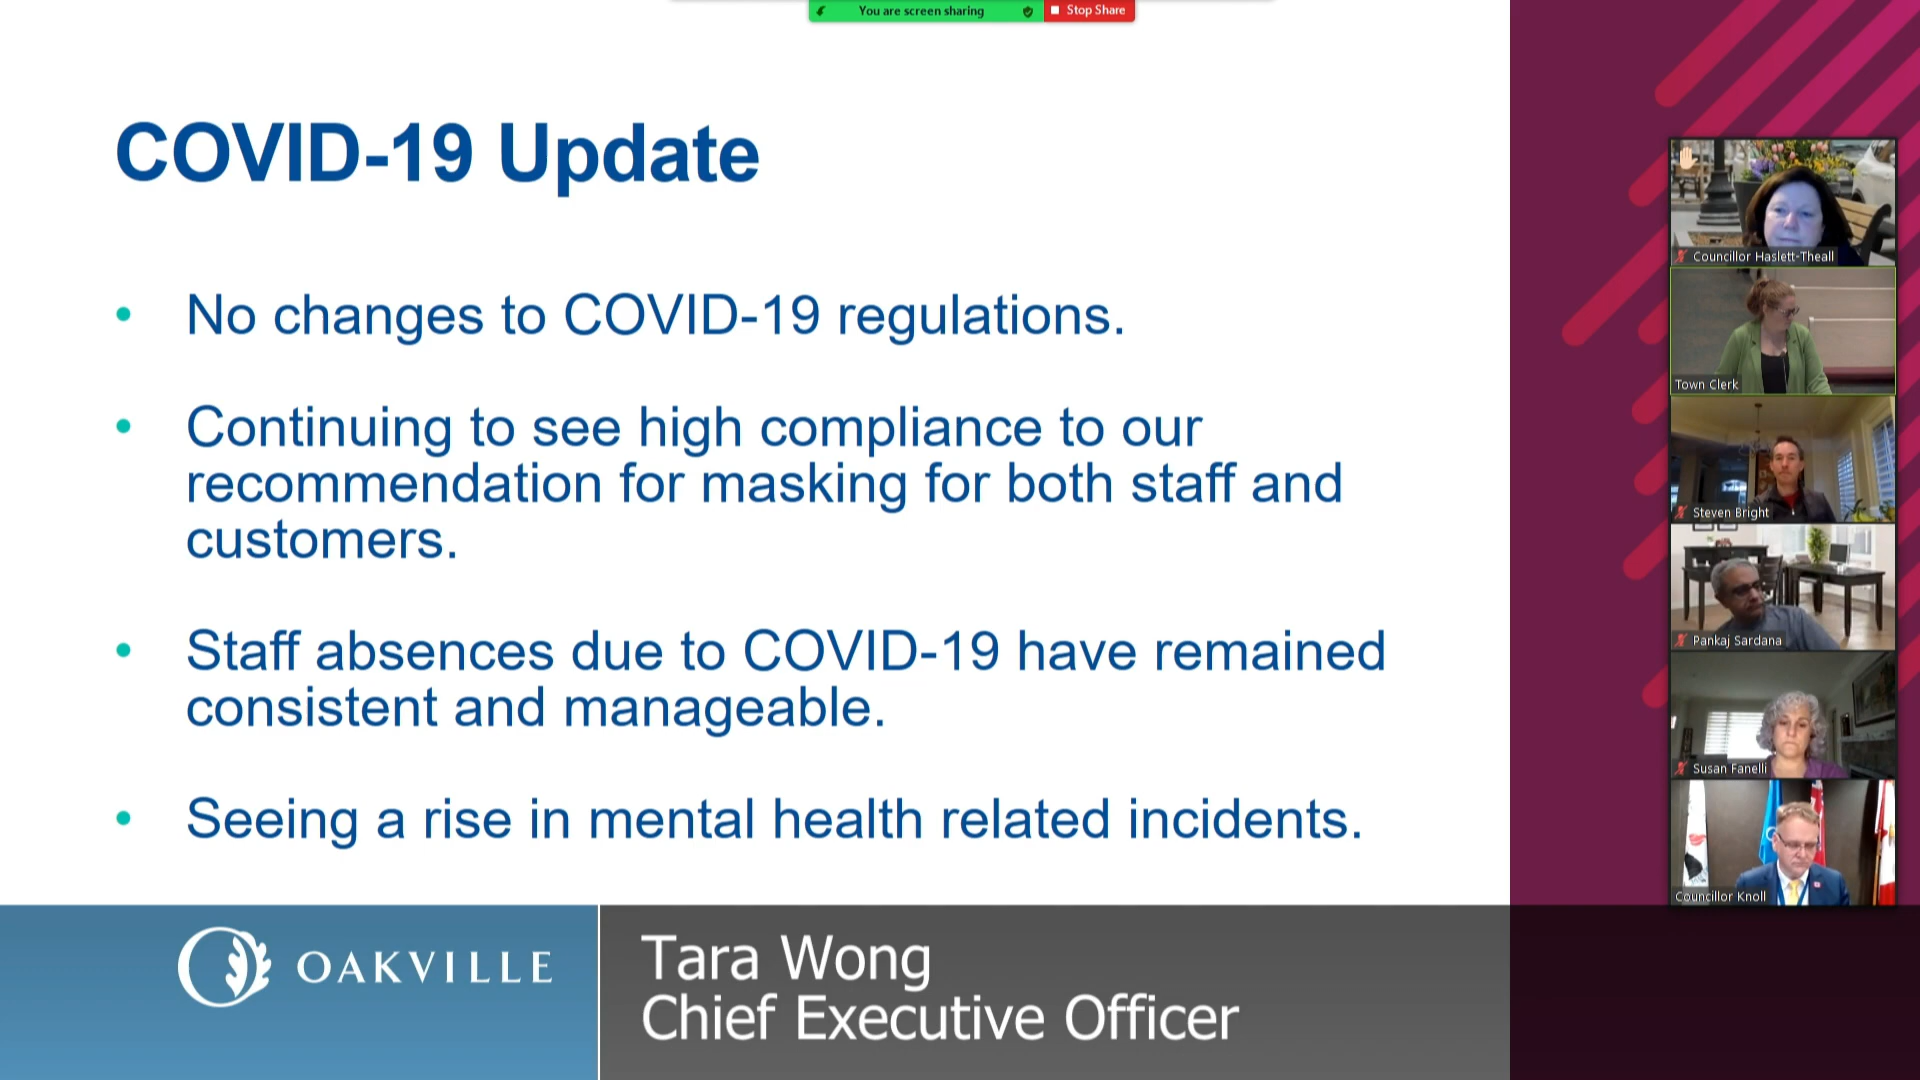 You are screen sharing
Stop Share
COVID-19 Update
• No changes to COVID-19 regulations.
• Continuing to see high compliance to our
recommendation for masking for both staff and
customers.
• Staff absences due to COVID-19 have remained
consistent and manageable.
• Seeing a rise in mental health related incidents.
Councillor Haslett-Theall
Town Clerk
Steven Bright
Pankaj Sardana
Susan Fanelli
Councillor Knoll
OAKVILLE
Tara Wong
Chief Executive Officer